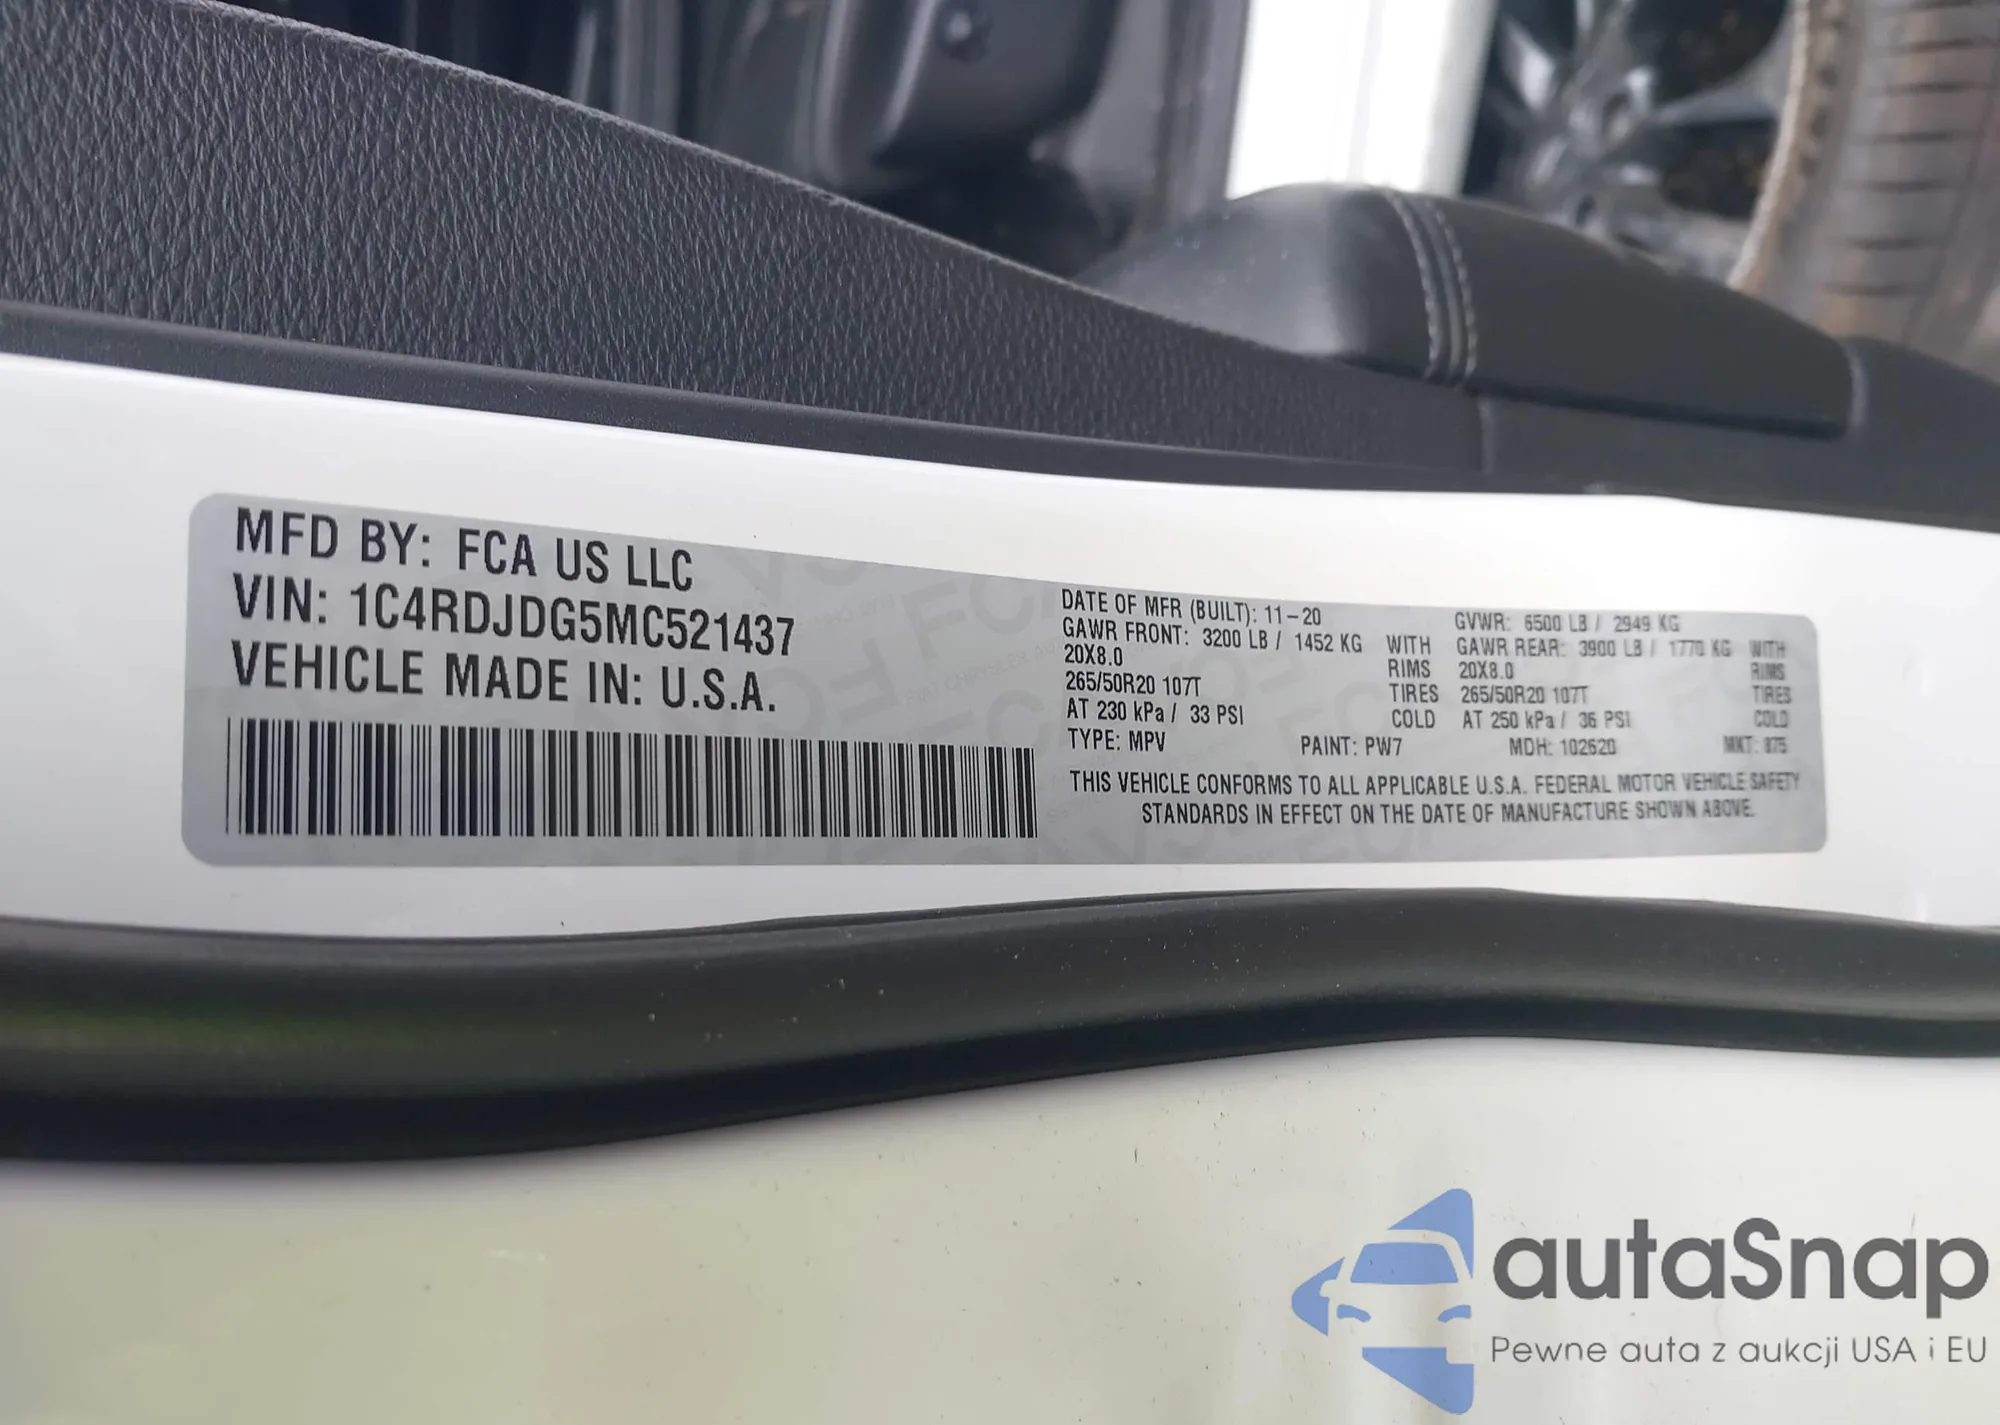 MFD BY: FCA US LLC
VIN: 1C4RDJDG5MC521437
VEHICLE MADE IN: U.S.A.
DATE OF MFR (BUILT): 11-20 GVWR: 6500 LB / 2949 KG
GAWR FRONT: 3200 LB / 1452 KG WITH GAWR REAR: 3900 LB / 1770 KG WITH
20X8.0 RIMS 20X8.0 RIMS
265/50R20 107T TIRES 265/50R20 107T TIRES
AT 230 kPa / 33 PSI COLD AT 250 kPa / 36 PSI COLD
TYPE: MPV PAINT: PW7 MDH: 102620 MKT:
THIS VEHICLE CONFORMS TO ALL APPLICABLE U.S.A. FEDERAL MOTOR VEHICLE SAFETY
STANDARDS IN EFFECT ON THE DATE OF MANUFACTURE SHOWN ABOVE.
autaSnap
Pewne auta z aukcji USA i EU